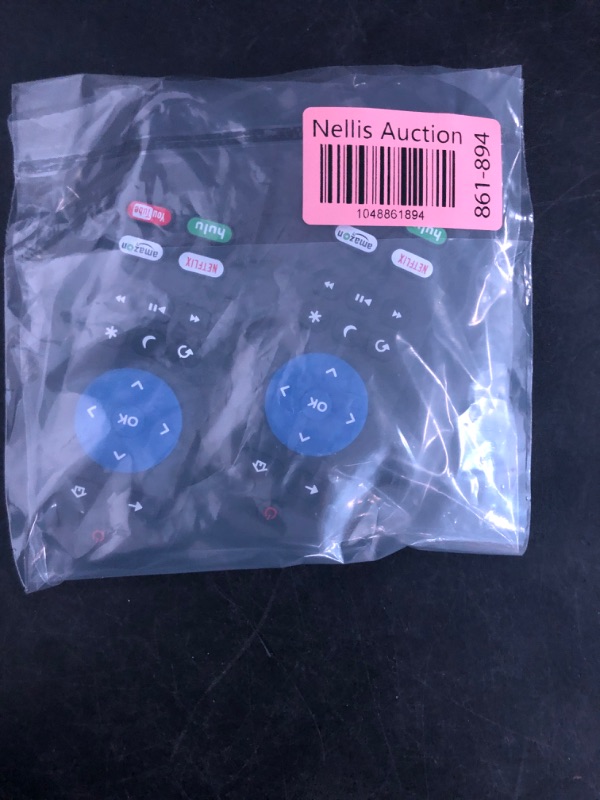 Nellis Auction
1048861894
861-894
YouTube
hulu
hulu
amazon
NETFLIX
amazon
NETFLIX
OK
OK